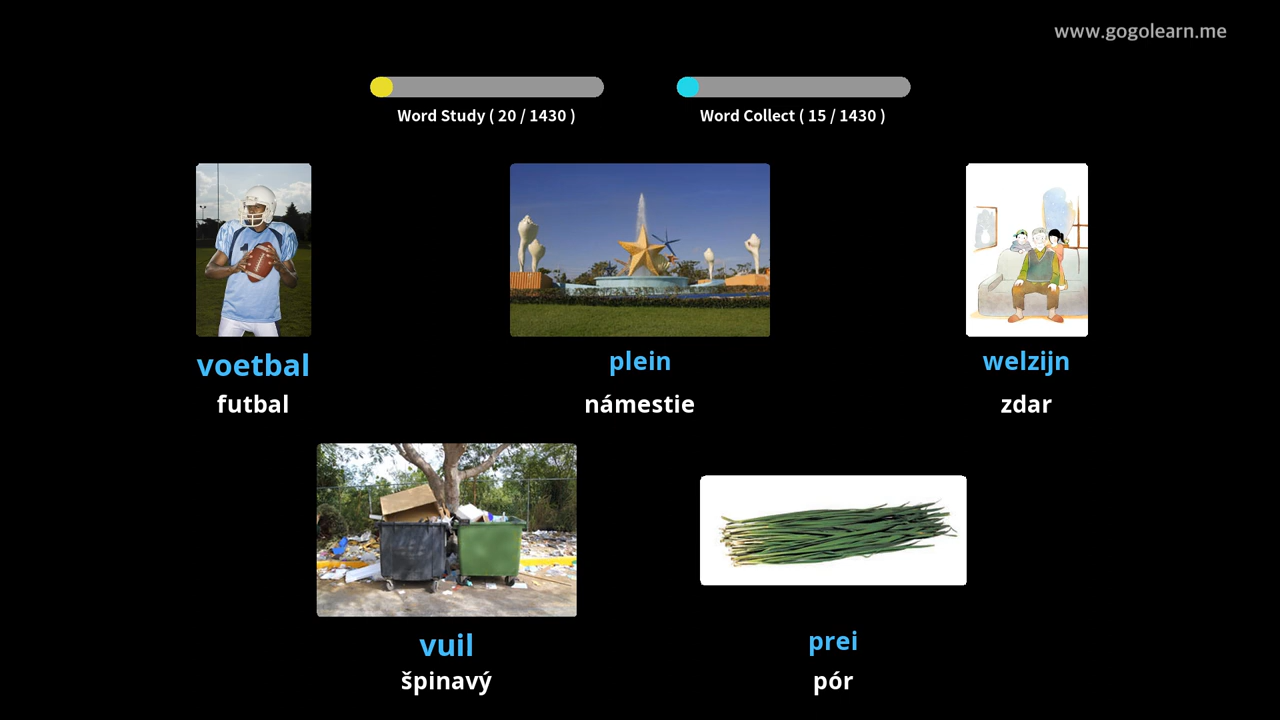 www.gogolearn.me
Word Study ( 20 / 1430 )
Word Collect ( 15 / 1430 )
voetbal
futbal
plein
námestie
welzijn
zdar
vuil
špinavý
prei
pór